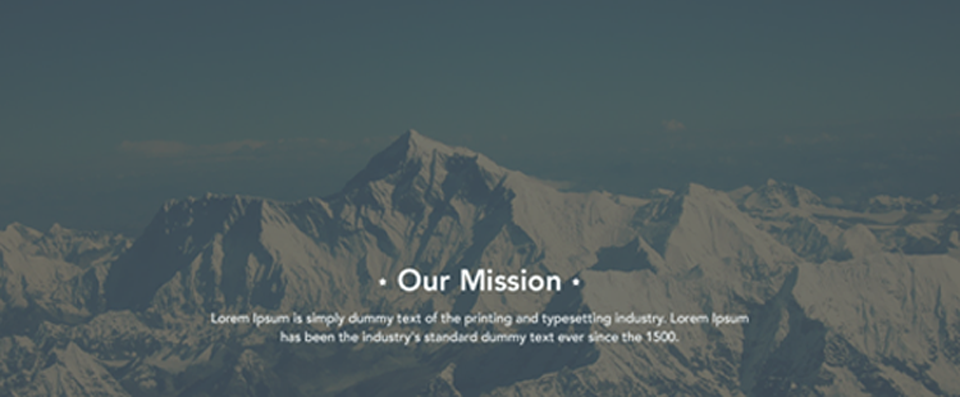 • Our Mission •
Lorem Ipsum is simply dummy text of the printing and typesetting industry. Lorem Ipsum
has been the industry's standard dummy text ever since the 1500.